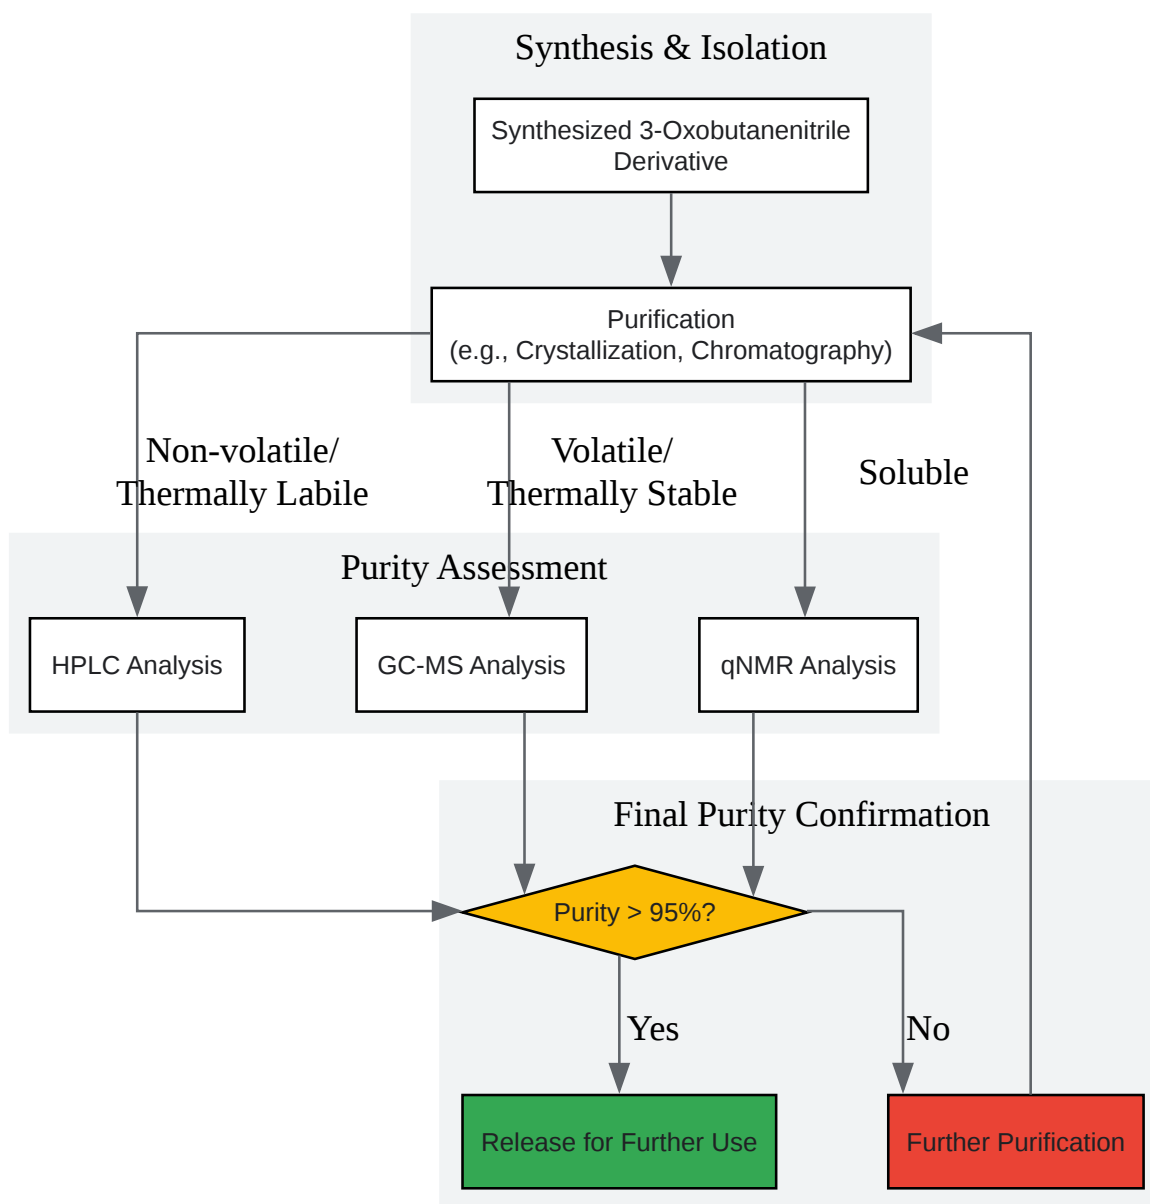 Synthesis & Isolation
Synthesized 3-Oxobutanenitrile
Derivative
Purification
(e.g., Crystallization, Chromatography)
Non-volatile/
Thermally Labile
Volatile/
Thermally Stable
Soluble
Purity Assessment
HPLC Analysis
GC-MS Analysis
qNMR Analysis
Final Purity Confirmation
Purity > 95%?
Yes
No
Release for Further Use
Further Purification